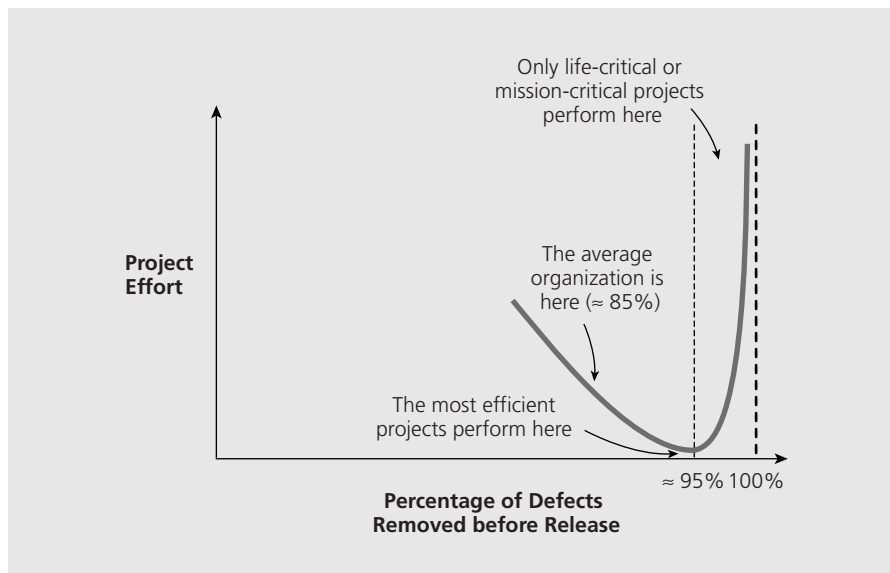 Only life-critical or
mission-critical projects
perform here
Project
Effort
The average
organization is
here (≈ 85%)
The most efficient
projects perform here
≈ 95% 100%
Percentage of Defects
Removed before Release